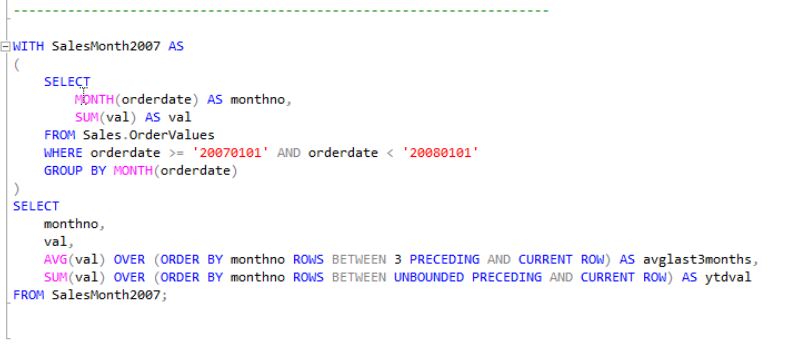 --------------------------------------------------------------------
WITH SalesMonth2007 AS
(
SELECT
MONTH(orderdate) AS monthno,
SUM(val) AS val
FROM Sales.OrderValues
WHERE orderdate >= '20070101' AND orderdate < '20080101'
GROUP BY MONTH(orderdate)
)
SELECT
monthno,
val,
AVG(val) OVER (ORDER BY monthno ROWS BETWEEN 3 PRECEDING AND CURRENT ROW) AS avglast3months,
SUM(val) OVER (ORDER BY monthno ROWS BETWEEN UNBOUNDED PRECEDING AND CURRENT ROW) AS ytdval
FROM SalesMonth2007;